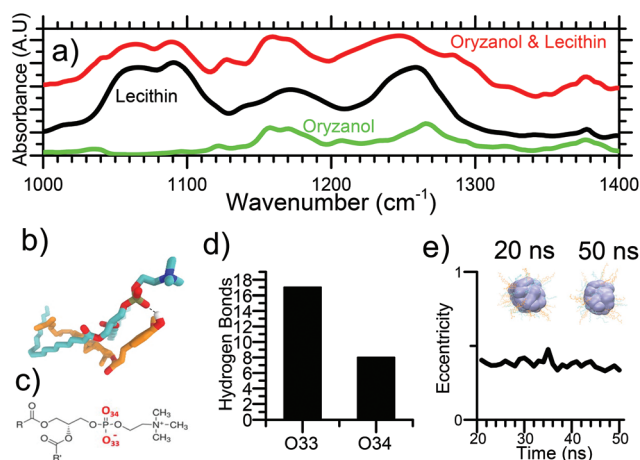 a)
Absorbance (A.U)
Oryzanol & Lecithin
Lecithin
Oryzanol
1000 1100 1200 1300 1400
Wavenumber (cm⁻¹)
b)
c)
O
R O
O
O
R'
O34
O P O
O33
-
N⁺
CH3
CH3
CH3
d)
Hydrogen Bonds
18
16
14
12
10
8
6
4
2
0
O33 O34
e)
20 ns 50 ns
Eccentricity
1
0
20 30 40 50
Time (ns)